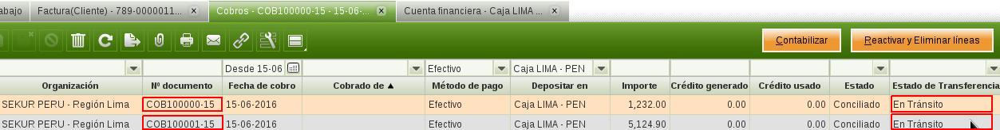 abajo Factura(Cliente) - 789-0000011... Cobros - COB100000-15 - 15-06-... Cuenta financiera - Caja LIMA ...
Contabilizar Reactivar y Eliminar líneas
Desde 15-06 Efectivo Caja LIMA - PEN
Organización Nº documento Fecha de cobro Cobrado de Método de pago Depositar en Importe Crédito generado Crédito usado Estado Estado de Transferencia
SEKUR PERU - Región Lima COB100000-15 15-06-2016 Efectivo Caja LIMA - PEN 1,232.00 0.00 0.00 Conciliado En Tránsito
SEKUR PERU - Región Lima COB100001-15 15-06-2016 Efectivo Caja LIMA - PEN 5,124.90 0.00 0.00 Conciliado En Tránsito